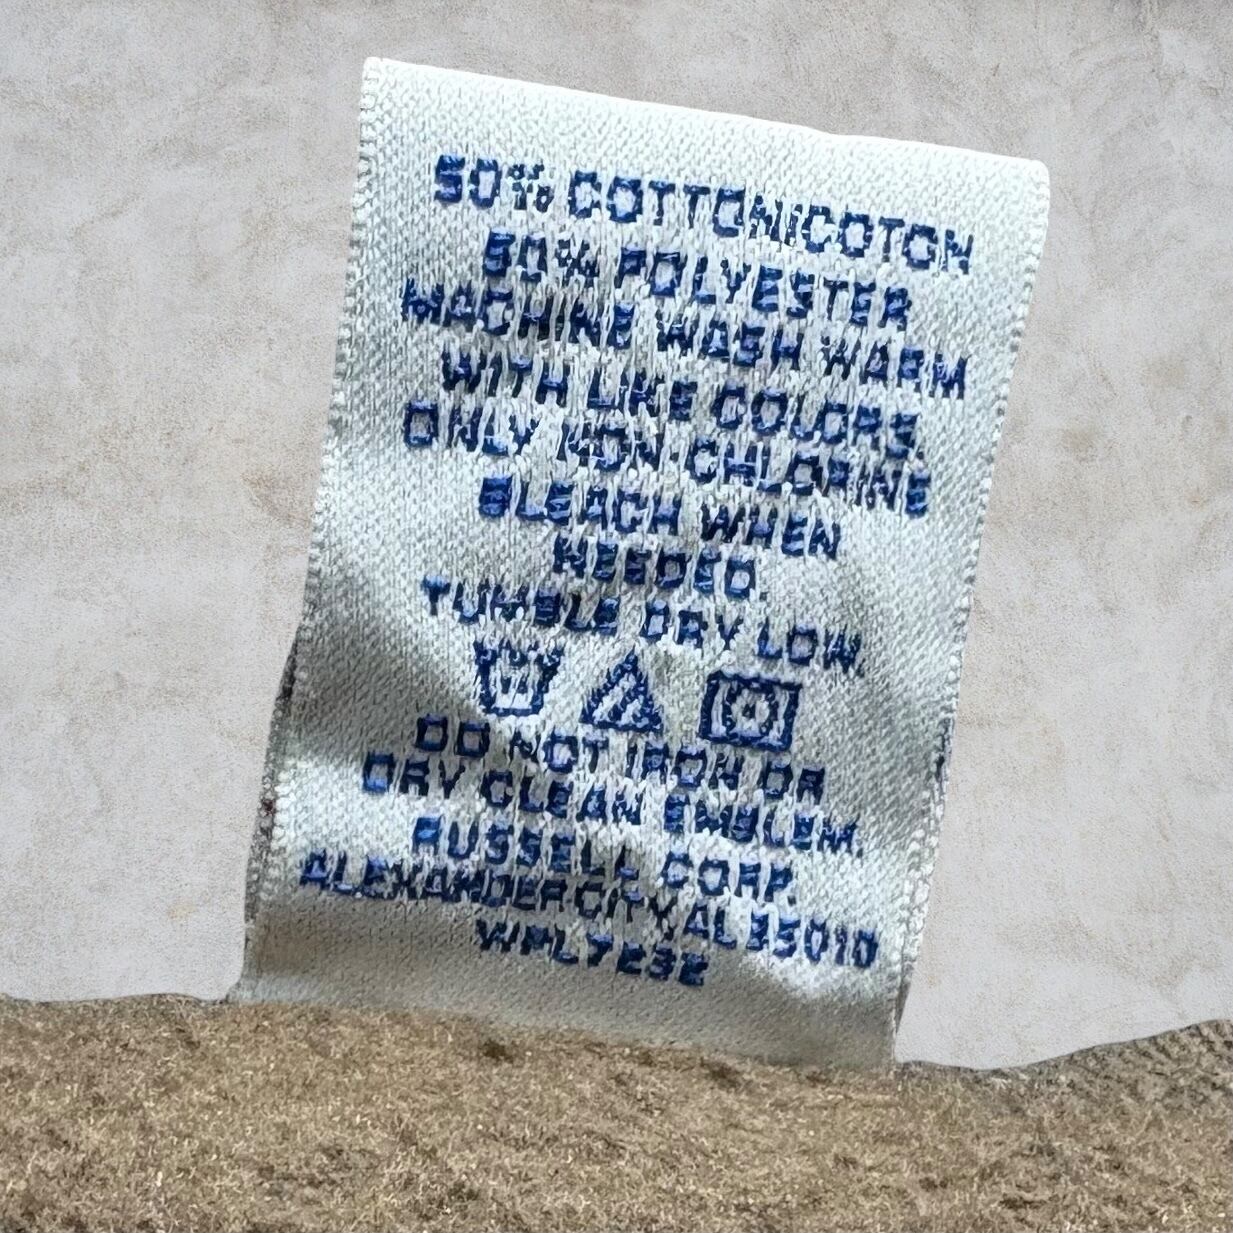 50% COTTON/COTON
50% POLYESTER
MACHINE WASH WARM
WITH LIKE COLORS.
ONLY NON-CHLORINE
BLEACH WHEN
NEEDED.
TUMBLE DRY LOW.
DO NOT IRON OR
DRY CLEAN EMBLEM.
RUSSELL CORP.
ALEXANDER CITY, AL 35010
WPL7E3E